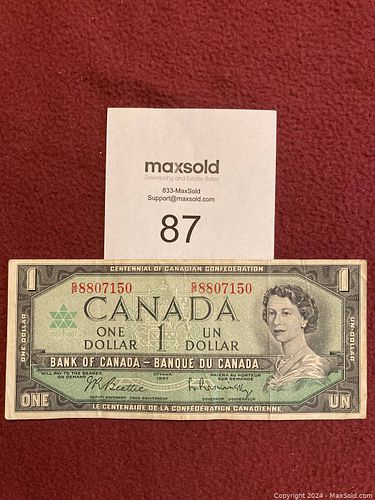 maxsold
Downsizing and Estate Sales
833-MaxSold
Support@maxsold.com
87
CENTENNIAL OF CANADIAN CONFEDERATION
1 1
8807150 8807150
CANADA
ONE DOLLAR 1 UN DOLLAR
ONE DOLLAR
UN DOLLAR
BANK OF CANADA – BANQUE DU CANADA
WILL PAY TO THE BEARER ON DEMAND
OTTAWA 1967
PAIERA AU PORTEUR SUR DEMANDE
DEPUTY GOVERNOR SOUS-GOUVERNEUR
GOVERNOR GOUVERNEUR
ONE LE CENTENAIRE DE LA CONFÉDÉRATION CANADIENNE UN
Copyright 2024 - MaxSold.com